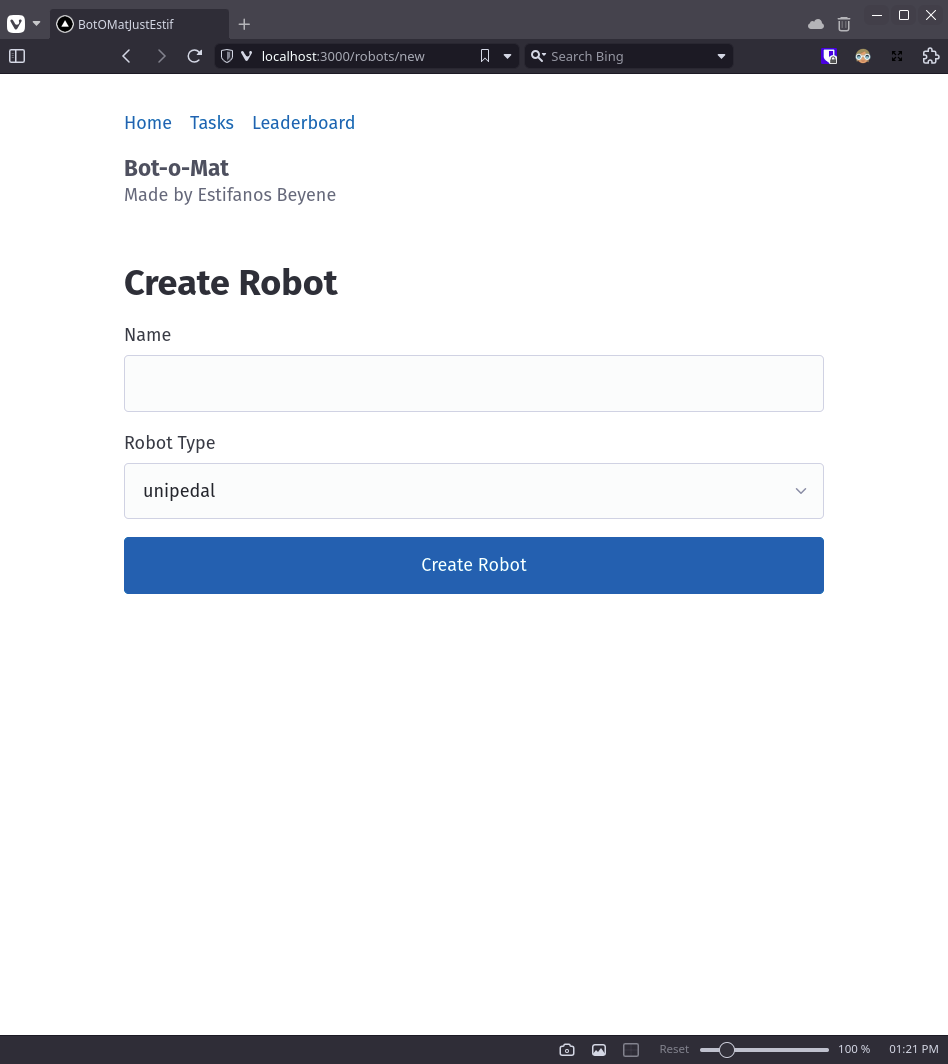 BotOMatJustEstif
localhost:3000/robots/new
Search Bing
Home Tasks Leaderboard
Bot-o-Mat
Made by Estifanos Beyene
Create Robot
Name
Robot Type
unipedal
Create Robot
Reset 100 % 01:21 PM